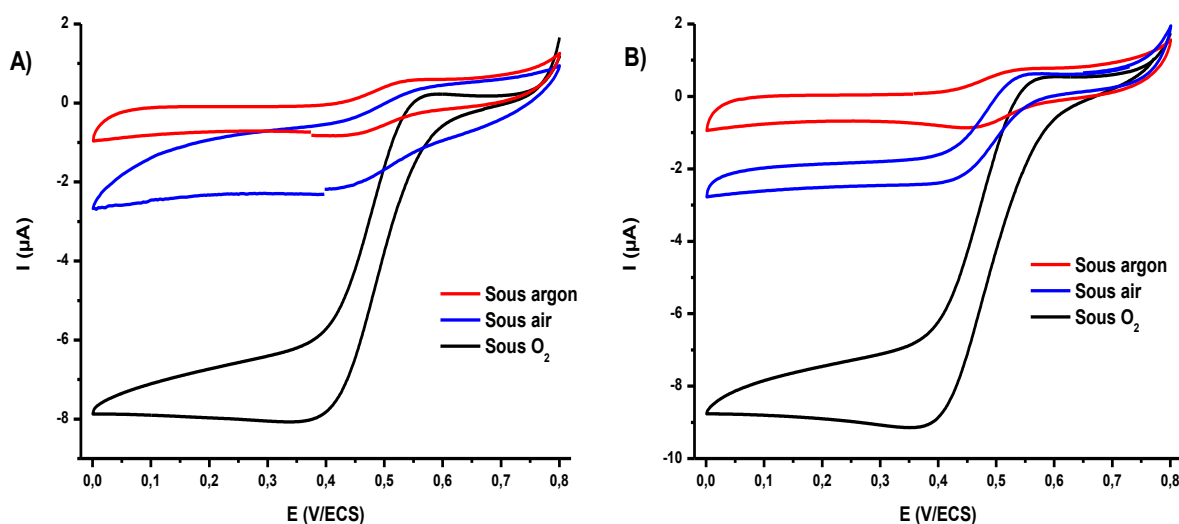 A)
2
0
-2
-4
-6
-8
I (µA)
0,0 0,1 0,2 0,3 0,4 0,5 0,6 0,7 0,8
E (V/ECS)
Sous argon
Sous air
Sous O2
B)
2
0
-2
-4
-6
-8
-10
I (µA)
0,0 0,1 0,2 0,3 0,4 0,5 0,6 0,7 0,8
E (V/ECS)
Sous argon
Sous air
Sous O2